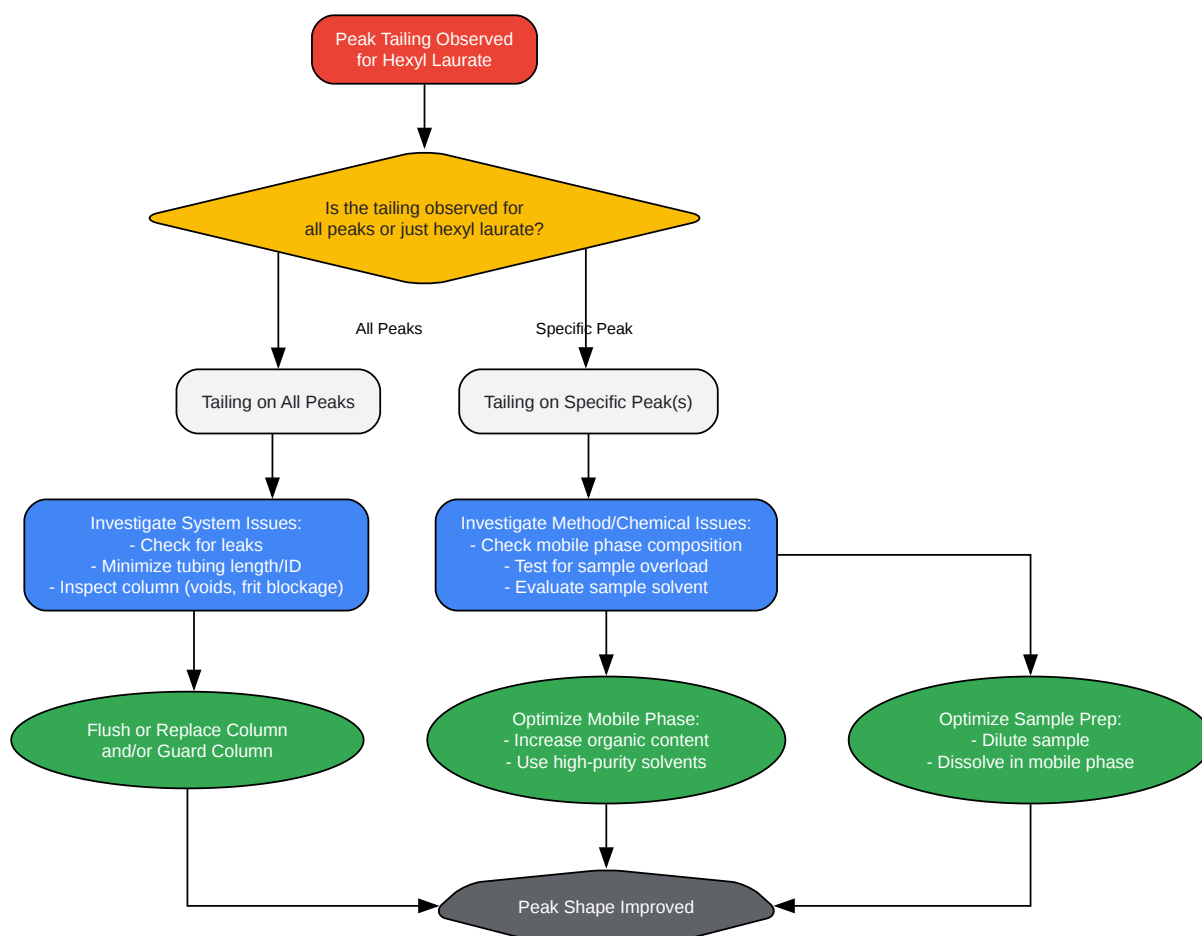 Peak Tailing Observed
for Hexyl Laurate
Is the tailing observed for
all peaks or just hexyl laurate?
All Peaks
Specific Peak
Tailing on All Peaks
Tailing on Specific Peak(s)
Investigate System Issues:
- Check for leaks
- Minimize tubing length/ID
- Inspect column (voids, frit blockage)
Investigate Method/Chemical Issues:
- Check mobile phase composition
- Test for sample overload
- Evaluate sample solvent
Flush or Replace Column
and/or Guard Column
Optimize Mobile Phase:
- Increase organic content
- Use high-purity solvents
Optimize Sample Prep:
- Dilute sample
- Dissolve in mobile phase
Peak Shape Improved